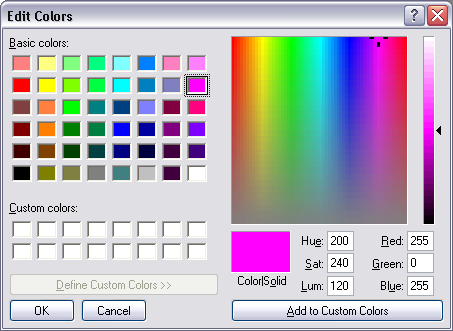 Edit Colors
Basic colors:
Custom colors:
Define Custom Colors >>
OK
Cancel
Color|Solid
Hue: 200
Sat: 240
Lum: 120
Red: 255
Green: 0
Blue: 255
Add to Custom Colors